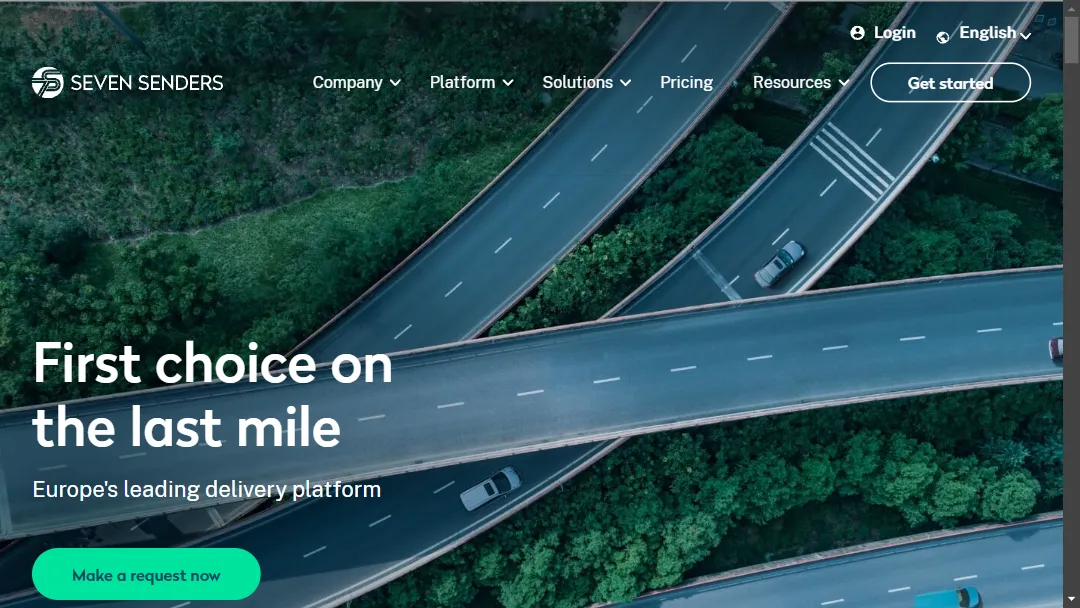 Login
English
SEVEN SENDERS
Company
Platform
Solutions
Pricing
Resources
Get started
First choice on
the last mile
Europe's leading delivery platform
Make a request now